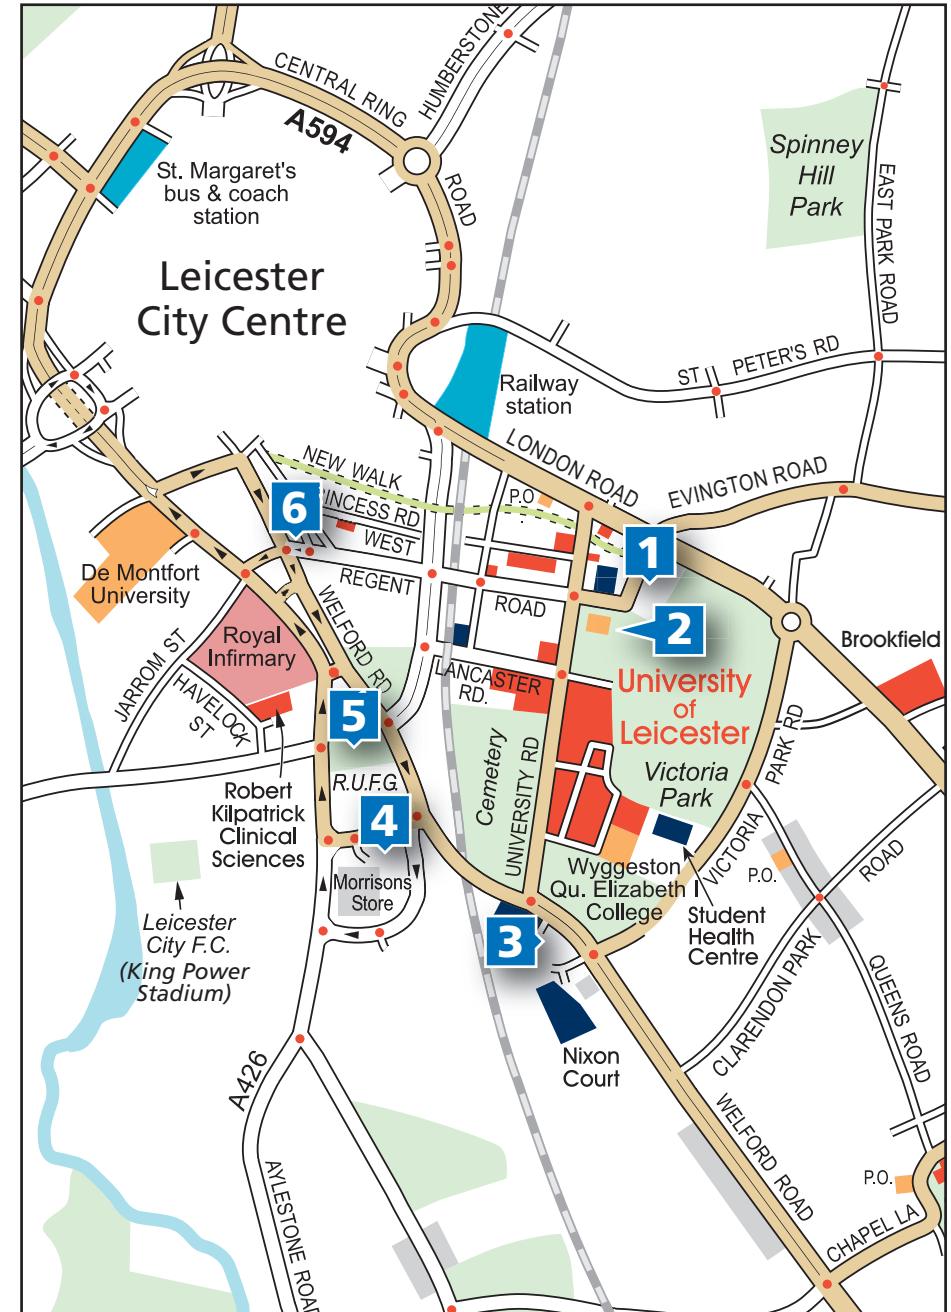 CENTRAL RING
HUMBERSTONE
A594
ROAD
St. Margaret's
bus & coach
station
Spinney
Hill
Park
EAST PARK ROAD
Leicester
City Centre
ST
PETER'S RD
Railway
station
LONDON ROAD
NEW WALK
P.O.
EVINGTON ROAD
6
PRINCESS RD
WEST
1
REGENT
ROAD
De Montfort
University
WELFORD RD
2
Royal
Infirmary
Brookfield
JARROM ST
HAVELOCK
ST
LANCASTER
RD.
University
of
Leicester
5
Cemetery
UNIVERSITY RD
Victoria
Park
VICTORIA
PARK RD
R.U.F.G.
Robert
Kilpatrick
Clinical
Sciences
4
Wyggeston
Qu. Elizabeth I
College
P.O.
ROAD
Morrisons
Store
Student
Health
Centre
Leicester
City F.C.
(King Power
Stadium)
3
CLARENDON PARK
QUEENS ROAD
Nixon
Court
A426
WELFORD ROAD
AYLESTONE ROAD
P.O.
CHAPEL LA